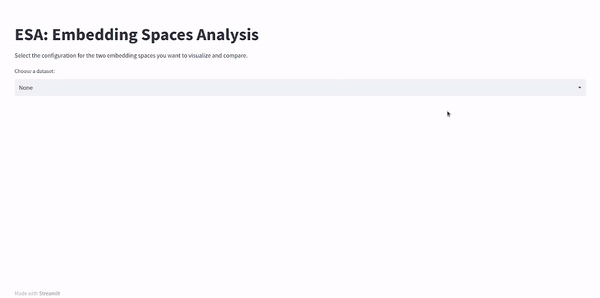 ESA: Embedding Spaces Analysis
Select the configuration for the two embedding spaces you want to visualize and compare.
Choose a dataset:
None
Made with Streamlit